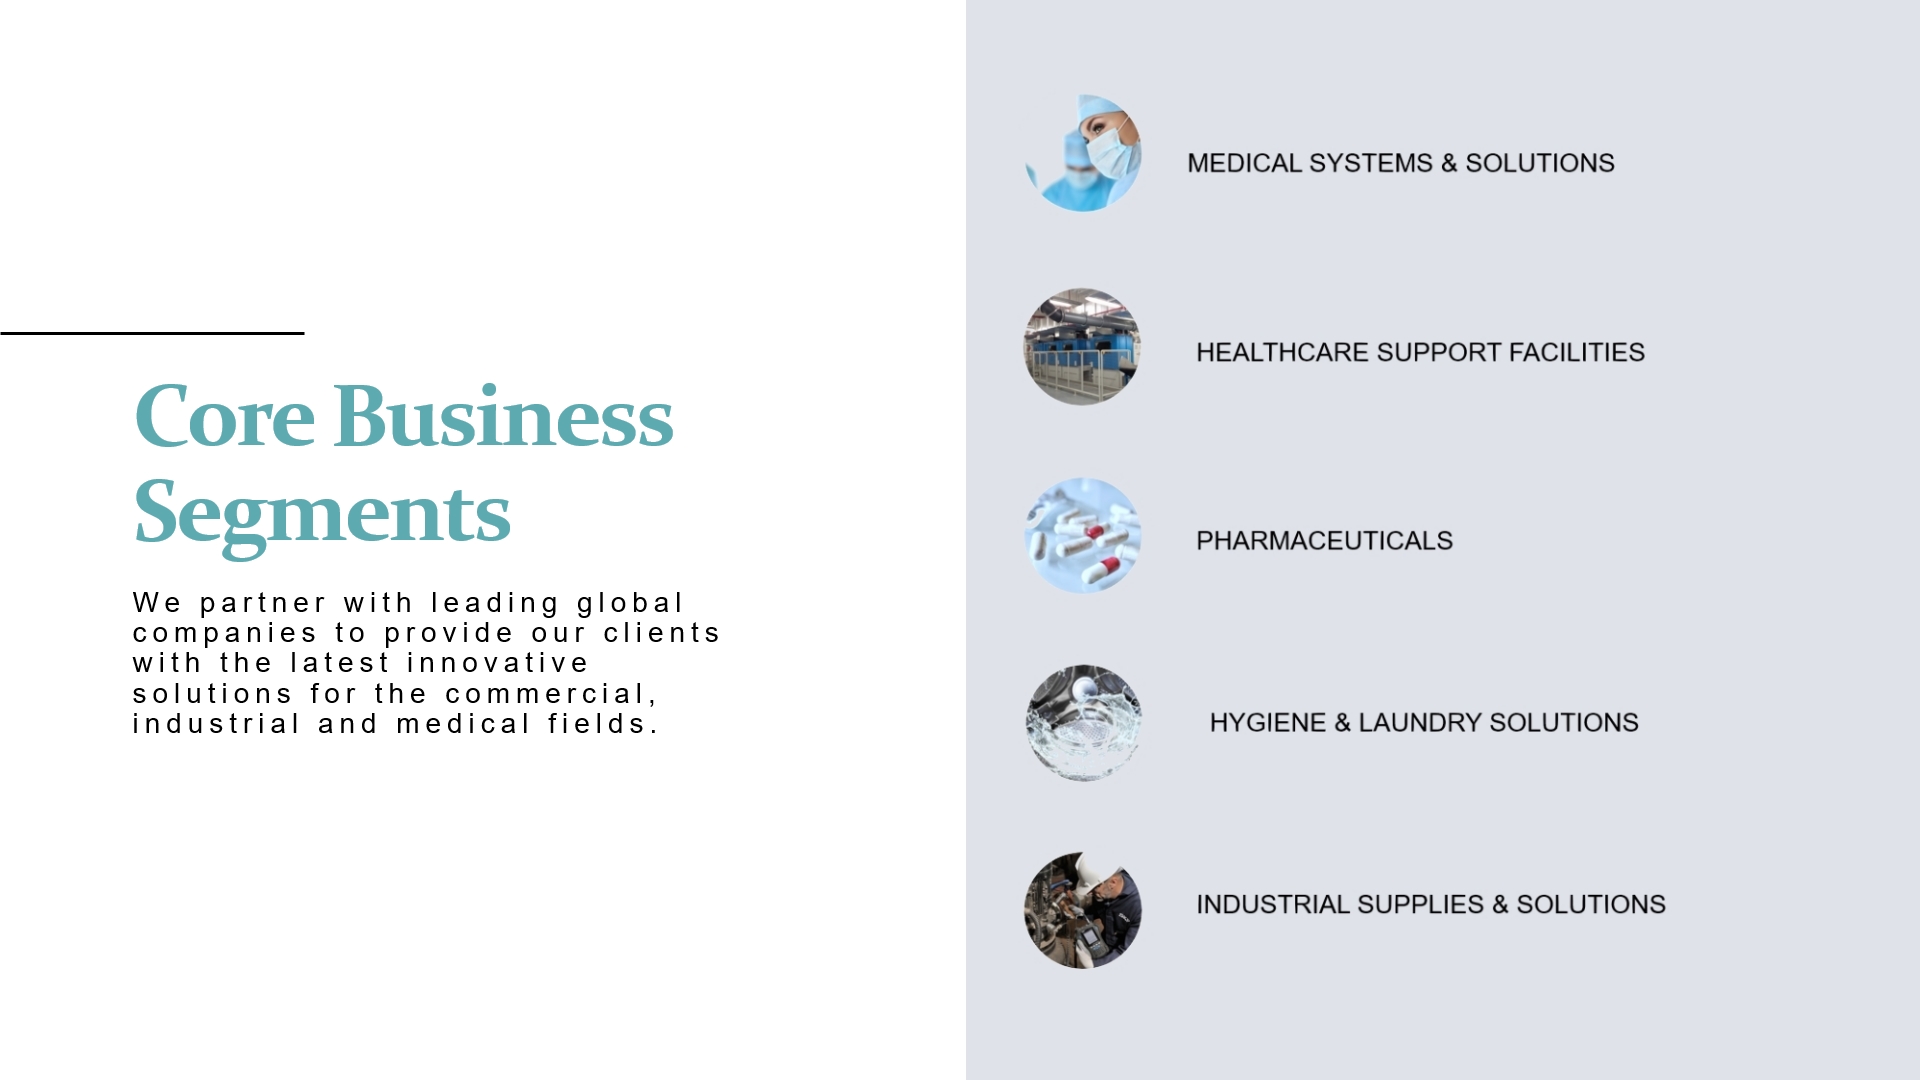 Core Business
Segments
We partner with leading global
companies to provide our clients
with the latest innovative
solutions for the commercial,
industrial and medical fields.
MEDICAL SYSTEMS & SOLUTIONS
HEALTHCARE SUPPORT FACILITIES
PHARMACEUTICALS
HYGIENE & LAUNDRY SOLUTIONS
INDUSTRIAL SUPPLIES & SOLUTIONS